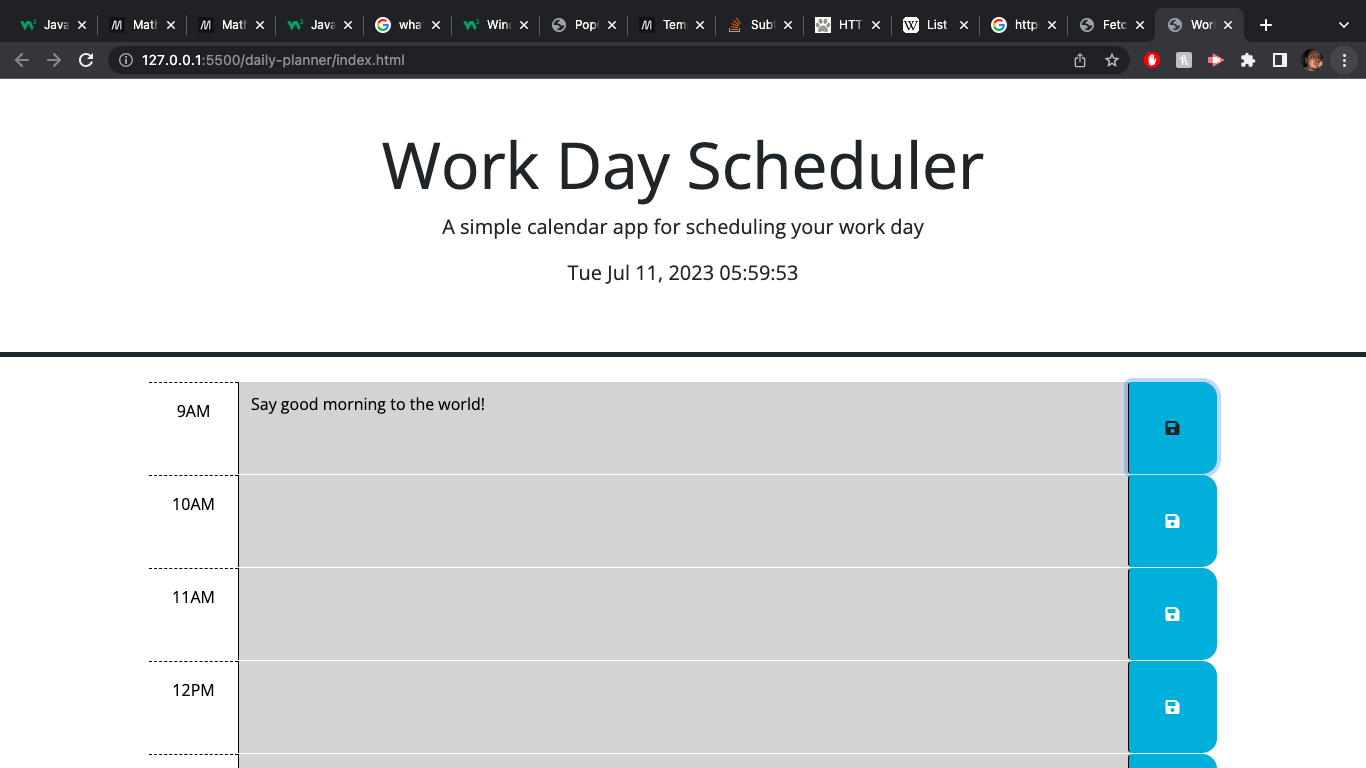 Java Math Math Java what Wind Pop Tem Sub HTT List http Fetc Wor
127.0.0.1:5500/daily-planner/index.html
Work Day Scheduler
A simple calendar app for scheduling your work day
Tue Jul 11, 2023 05:59:53
9AM Say good morning to the world!
10AM
11AM
12PM